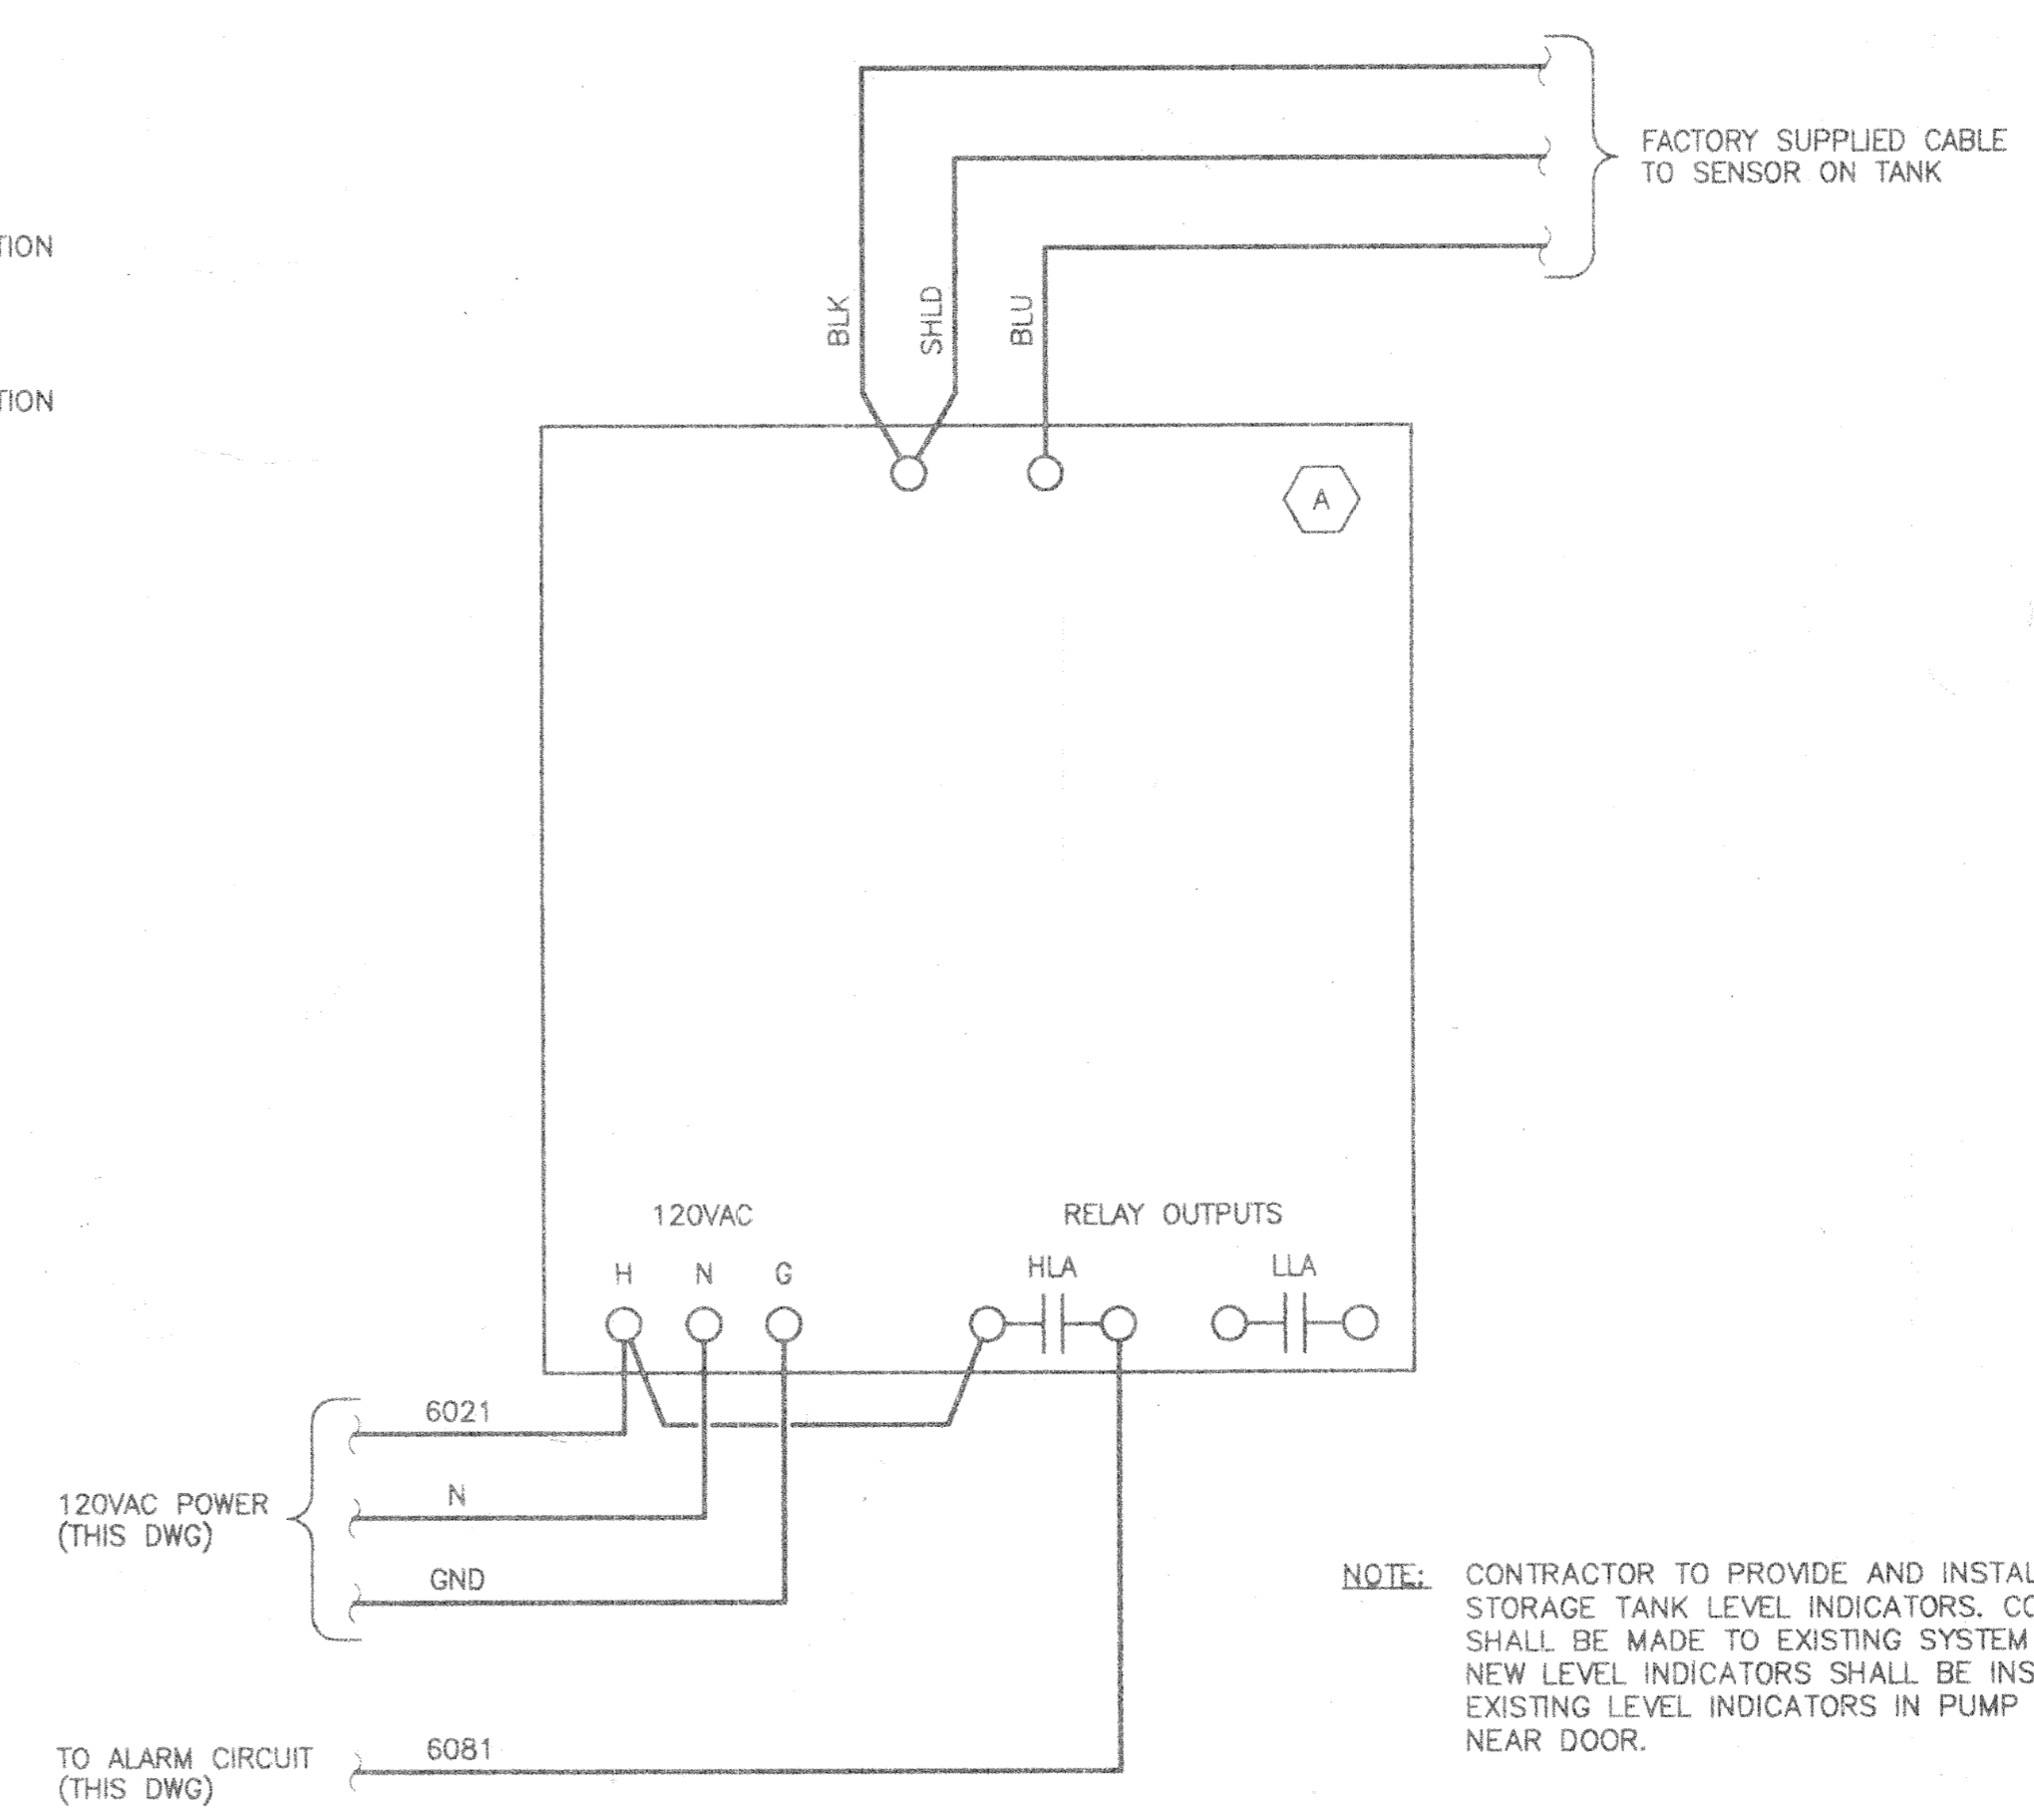 FACTORY SUPPLIED CABLE
TO SENSOR ON TANK
TION
BLK
SHLD
BLU
TION
A
120VAC
RELAY OUTPUTS
H N G
HLA
LLA
6021
120VAC POWER
(THIS DWG)
N
GND
NOTE: CONTRACTOR TO PROVIDE AND INSTAL
STORAGE TANK LEVEL INDICATORS. CO
SHALL BE MADE TO EXISTING SYSTEM
NEW LEVEL INDICATORS SHALL BE INS
EXISTING LEVEL INDICATORS IN PUMP
NEAR DOOR.
TO ALARM CIRCUIT
(THIS DWG)
6081